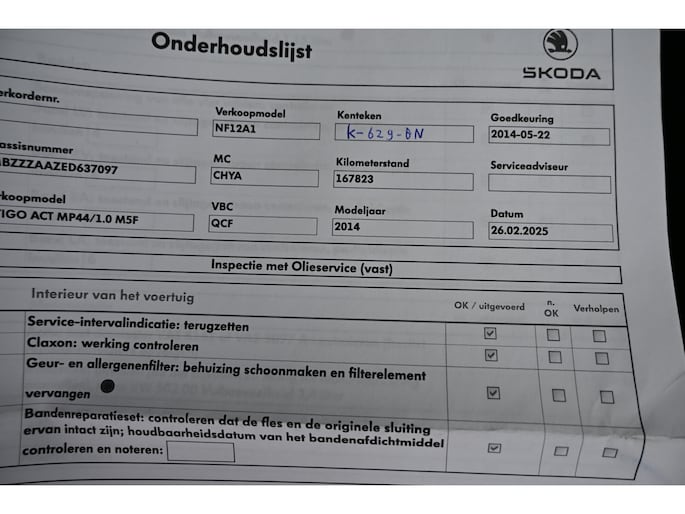 Onderhoudslijst
SKODA
erkordernr.
Verkoopmodel
NF12A1
Kenteken
K-629-BN
Goedkeuring
2014-05-22
assisnummer
BZZZAAZED637097
MC
CHYA
Kilometerstand
167823
Serviceadviseur
rkoopmodel
TIGO ACT MP44/1.0 M5F
VBC
QCF
Modeljaar
2014
Datum
26.02.2025
Inspectie met Olieservice (vast)
Interieur van het voertuig
OK / uitgevoerd
n.
OK
Verholpen
Service-intervalindicatie: terugzetten
Claxon: werking controleren
Geur- en allergenenfilter: behuizing schoonmaken en filterelement
vervangen
Bandenreparatieset: controleren dat de fles en de originele sluiting
ervan intact zijn; houdbaarheidsdatum van het bandenafdichtmiddel
controleren en noteren: